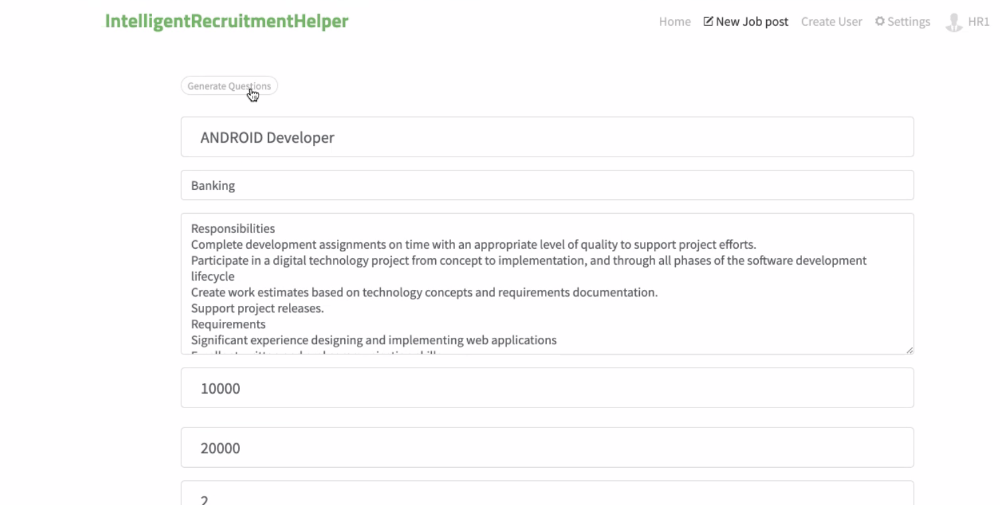 IntelligentRecruitmentHelper
Home New Job post Create User Settings HR1
Generate Questions
ANDROID Developer
Banking
Responsibilities
Complete development assignments on time with an appropriate level of quality to support project efforts.
Participate in a digital technology project from concept to implementation, and through all phases of the software development
lifecycle
Create work estimates based on technology concepts and requirements documentation.
Support project releases.
Requirements
Significant experience designing and implementing web applications
10000
20000
2